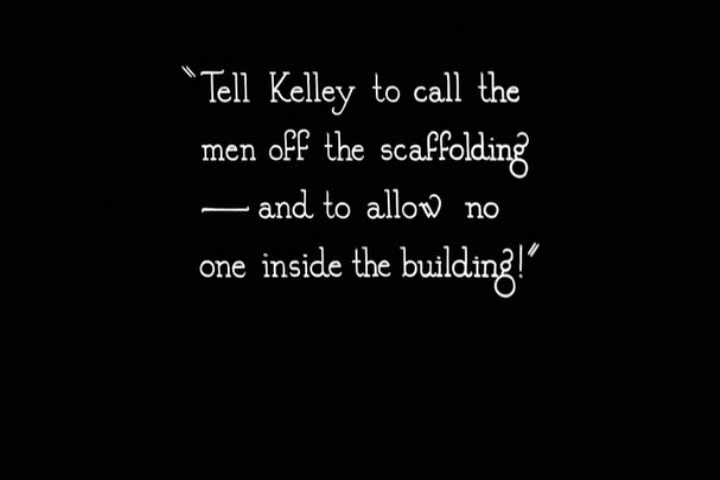 "Tell Kelley to call the
men off the scaffolding
— and to allow no
one inside the building!"